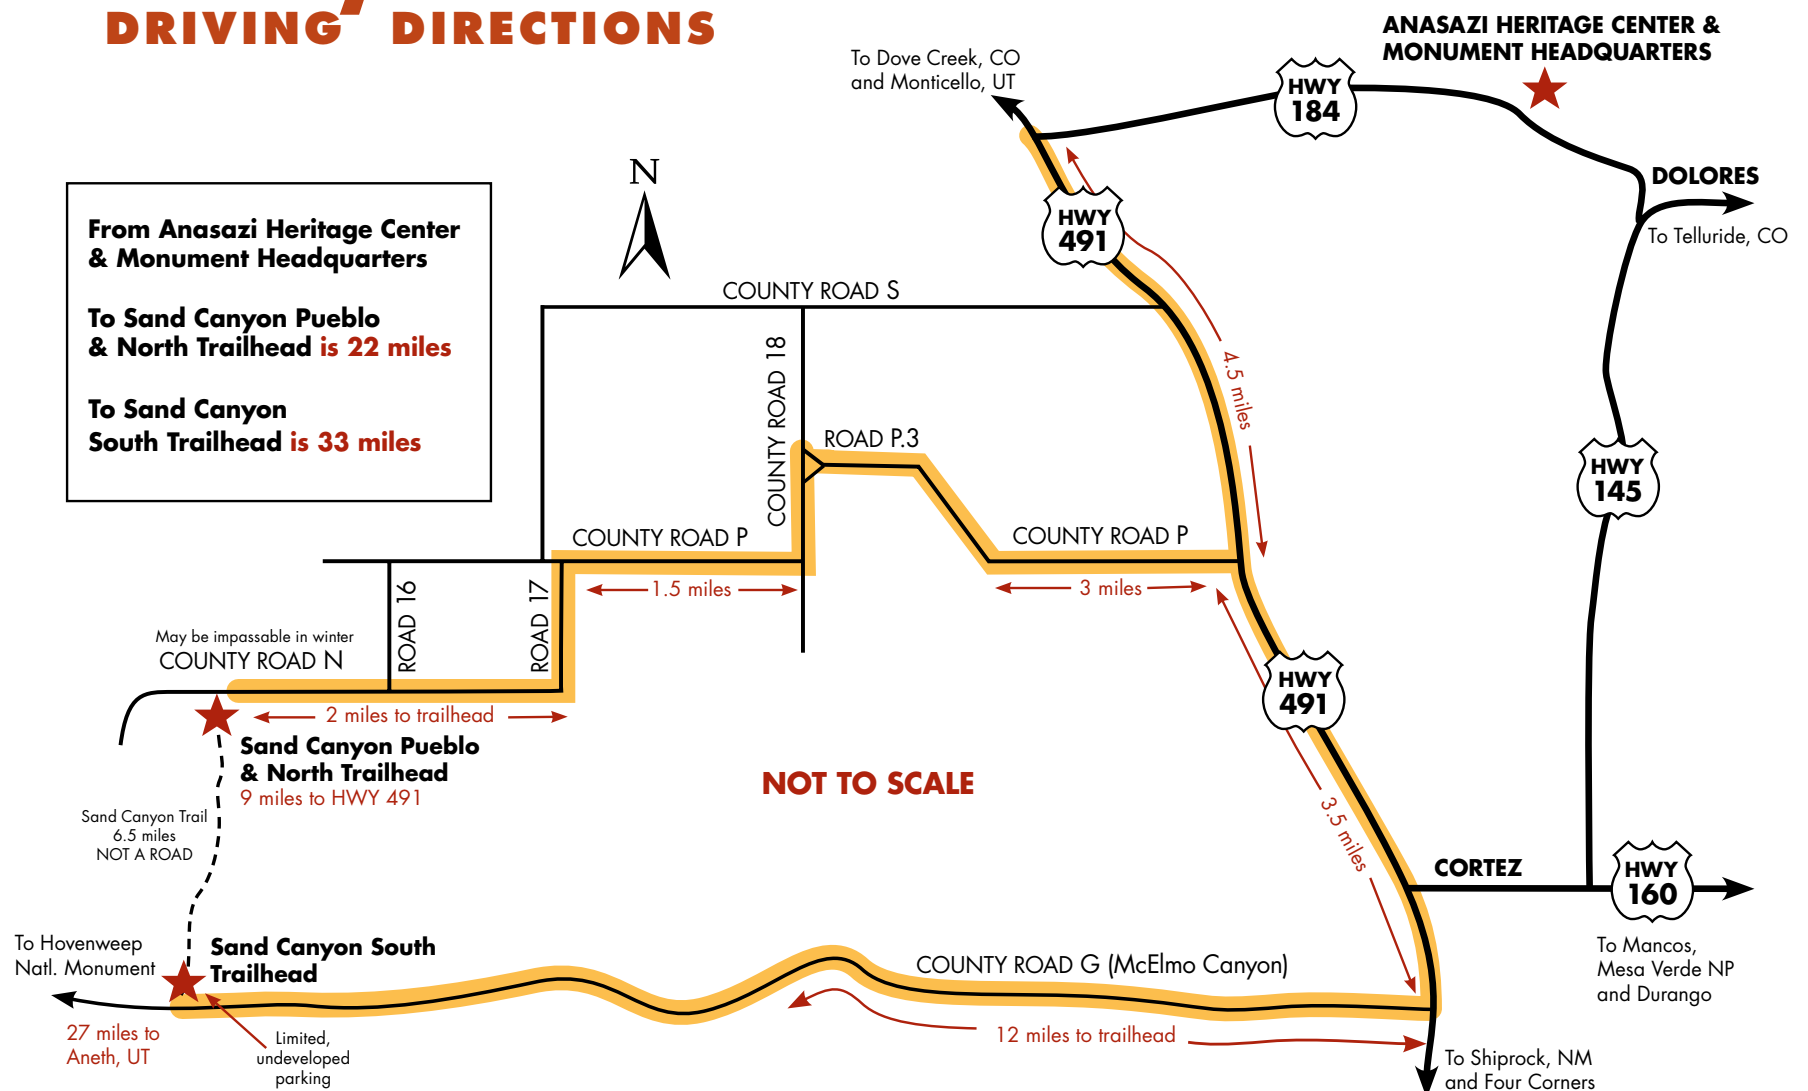 DRIVING DIRECTIONS
ANASAZI HERITAGE CENTER &
MONUMENT HEADQUARTERS
To Dove Creek, CO
and Monticello, UT
HWY
184
DOLORES
To Telluride, CO
N
From Anasazi Heritage Center
& Monument Headquarters
To Sand Canyon Pueblo
& North Trailhead is 22 miles
To Sand Canyon
South Trailhead is 33 miles
HWY
491
COUNTY ROAD S
4.5 miles
COUNTY ROAD 18
ROAD P.3
HWY
145
COUNTY ROAD P
COUNTY ROAD P
1.5 miles
3 miles
ROAD 16
ROAD 17
May be impassable in winter
COUNTY ROAD N
2 miles to trailhead
HWY
491
Sand Canyon Pueblo
& North Trailhead
9 miles to HWY 491
NOT TO SCALE
3.5 miles
Sand Canyon Trail
6.5 miles
NOT A ROAD
CORTEZ
HWY
160
To Mancos,
Mesa Verde NP
and Durango
To Hovenweep
Natl. Monument
Sand Canyon South
Trailhead
COUNTY ROAD G (McElmo Canyon)
27 miles to
Aneth, UT
Limited,
undeveloped
parking
12 miles to trailhead
To Shiprock, NM
and Four Corners